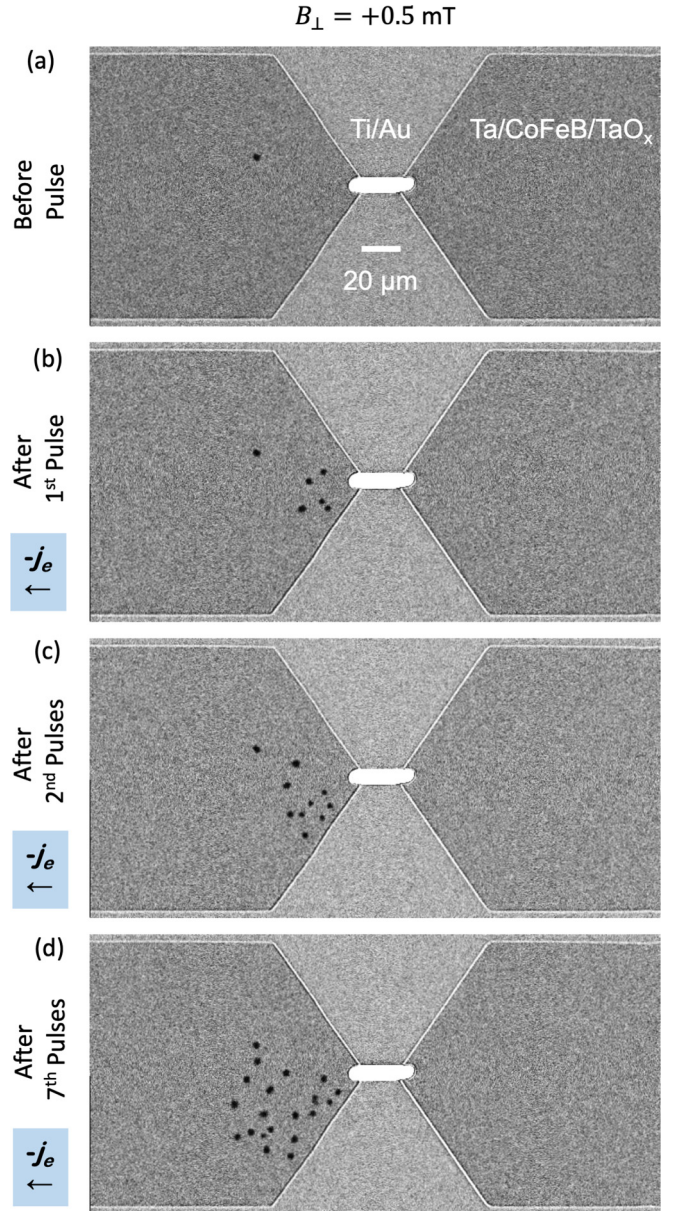 B⊥ = +0.5 mT
(a)
Before
Pulse
Ti/Au
Ta/CoFeB/TaOx
20 μm
(b)
After
1st Pulse
-je
←
(c)
After
2nd Pulses
-je
←
(d)
After
7th Pulses
-je
←